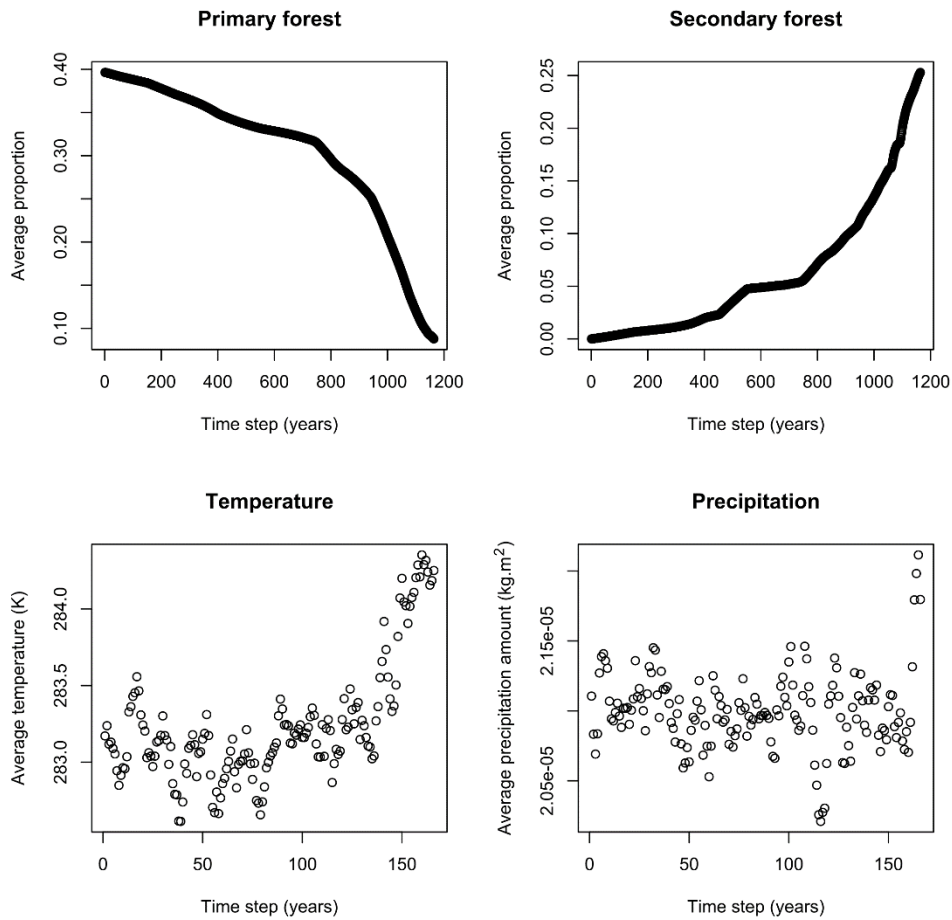 Primary forest
Average proportion
0.40
0.30
0.20
0.10
0 200 400 600 800 1000 1200
Time step (years)
Secondary forest
Average proportion
0.25
0.20
0.15
0.10
0.05
0.00
0 200 400 600 800 1000 1200
Time step (years)
Temperature
Average temperature (K)
284.0
283.5
283.0
0 50 100 150
Time step (years)
Precipitation
Average precipitation amount (kg.m²)
2.15e-05
2.05e-05
0 50 100 150
Time step (years)